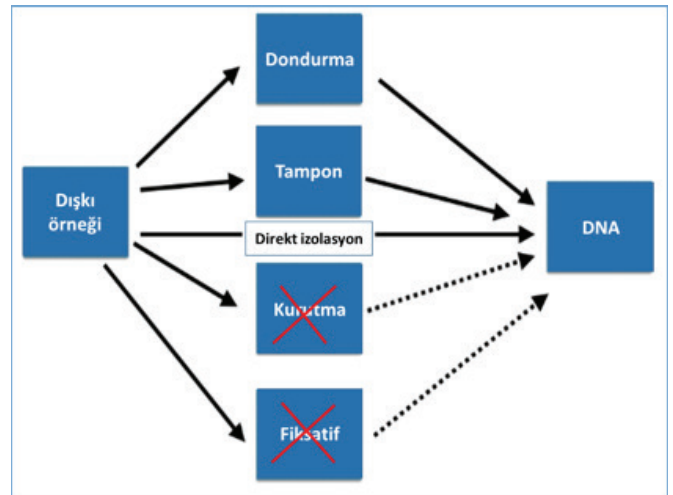 Dondurma
Tampon
Dışkı
örneği
Direkt izolasyon
DNA
Kurutma
Fiksatif